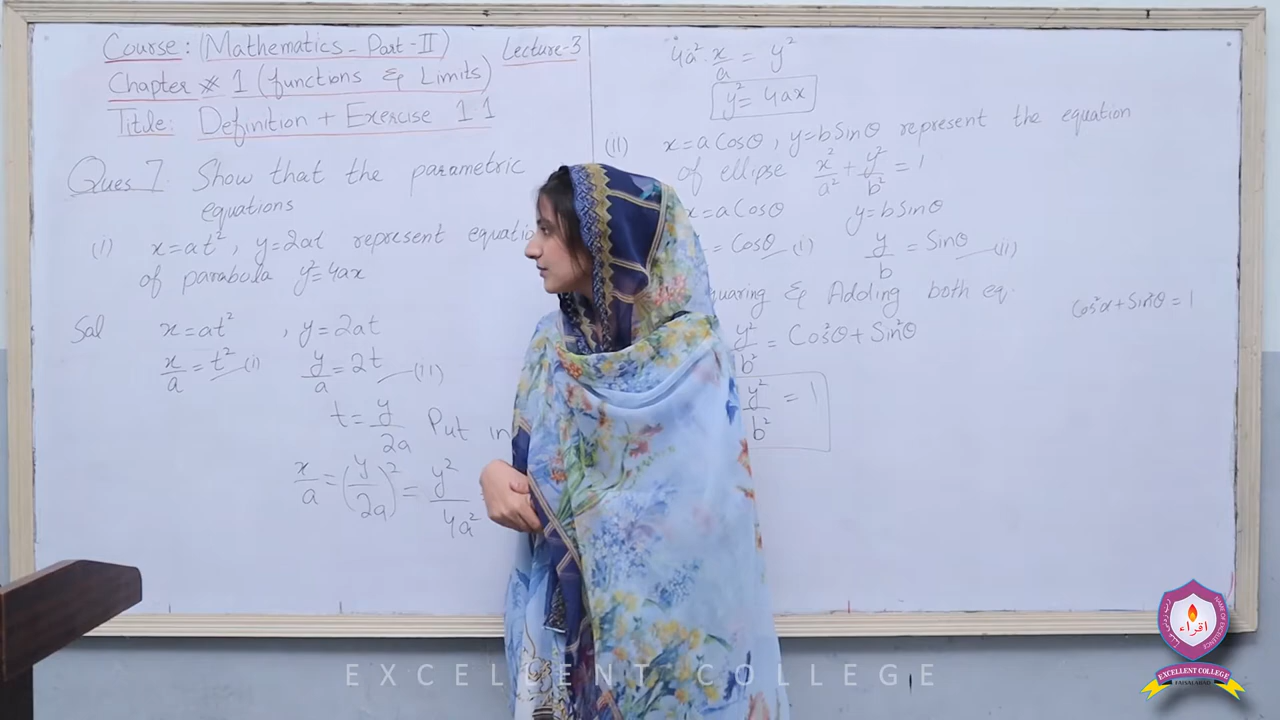 Course: (Mathematics - Part-II) Lecture-3
Chapter # 1 (functions & Limits)
Title: Definition + Exercise 1.1
Ques 7 Show that the parametric
equations
(i) x=at², y=2at represent equatio
of parabola y²=4ax
Sol x=at² , y=2at
x/a = t² (i) y/a = 2t (ii)
t = y/2a Put in
x/a = (y/2a)² = y²/4a²
4a² · x/a = y²
y² = 4ax
(ii) x=a Cosθ, y=b Sinθ represent the equation
of ellipse x²/a² + y²/b² = 1
x=a Cosθ y=b Sinθ
= Cosθ (i) y/b = Sinθ (ii)
quaring & Adding both eq.
y²/b² = Cos²θ + Sin²θ
y²/b² = 1
Cos²α + Sin²θ = 1
EXCELLENT COLLEGE
اقراء
EXCELLENT COLLEGE
FAISALABAD